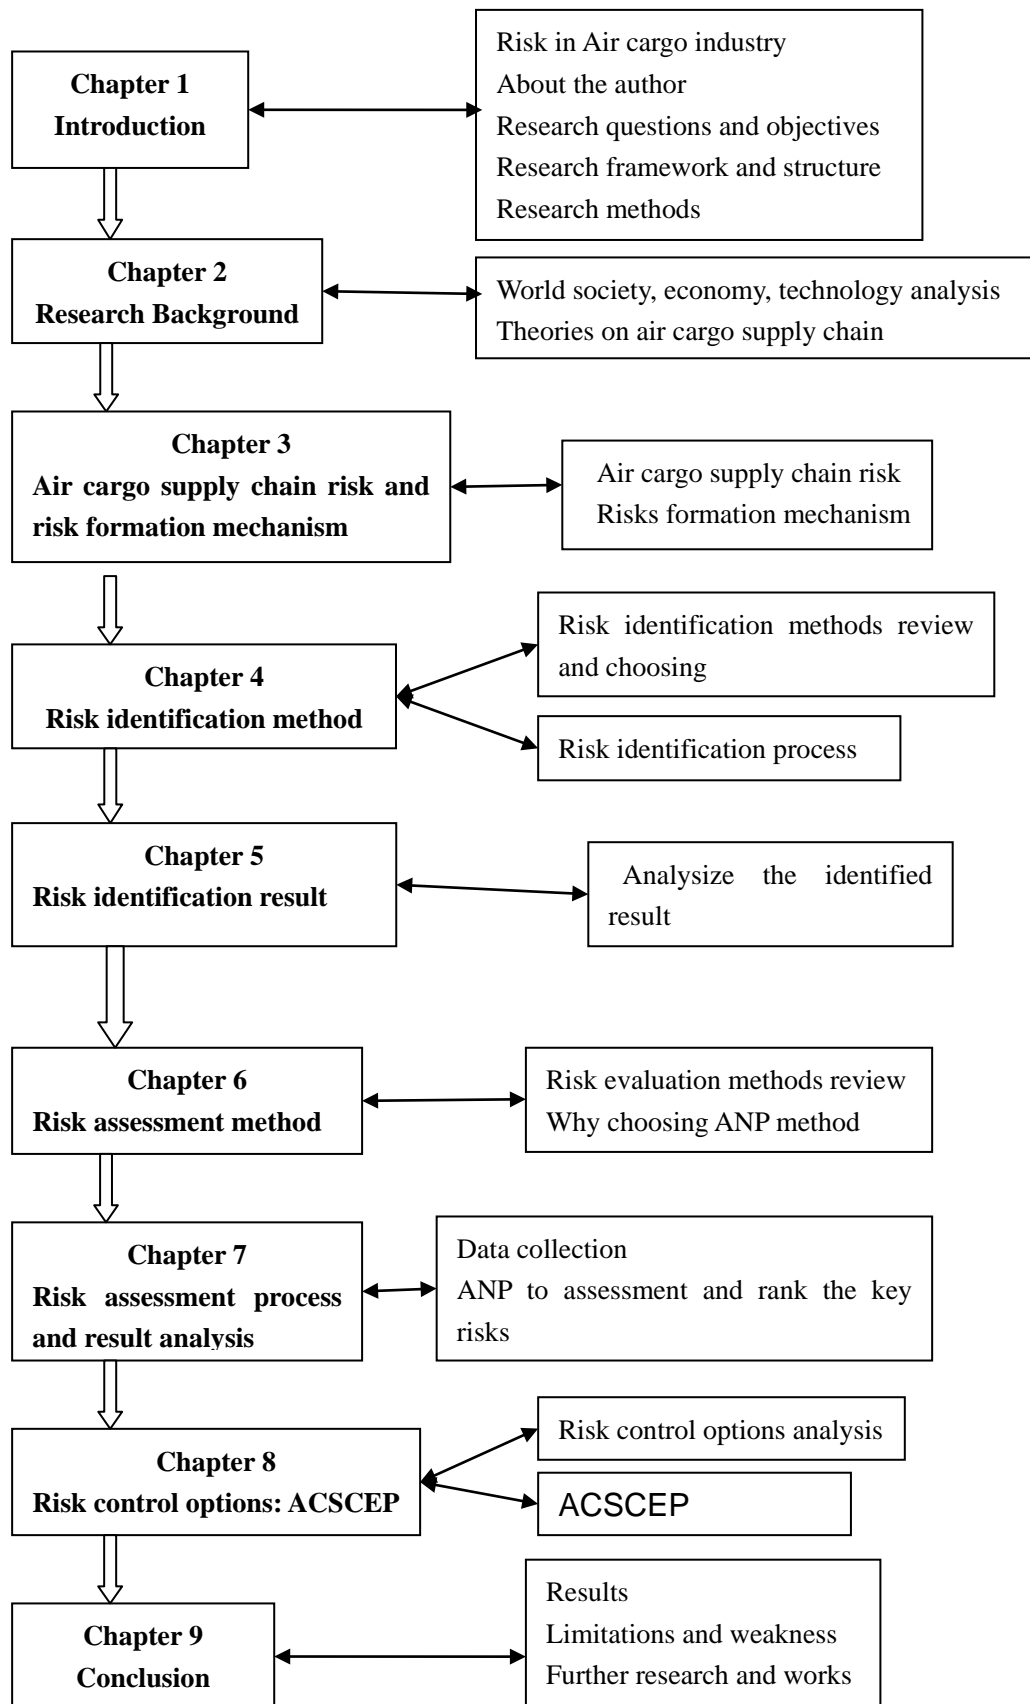 Chapter 1
Introduction
Risk in Air cargo industry
About the author
Research questions and objectives
Research framework and structure
Research methods
Chapter 2
Research Background
World society, economy, technology analysis
Theories on air cargo supply chain
Chapter 3
Air cargo supply chain risk and
risk formation mechanism
Air cargo supply chain risk
Risks formation mechanism
Chapter 4
Risk identification method
Risk identification methods review
and choosing
Risk identification process
Chapter 5
Risk identification result
Analysize the identified
result
Chapter 6
Risk assessment method
Risk evaluation methods review
Why choosing ANP method
Chapter 7
Risk assessment process
and result analysis
Data collection
ANP to assessment and rank the key
risks
Chapter 8
Risk control options: ACSCEP
Risk control options analysis
ACSCEP
Chapter 9
Conclusion
Results
Limitations and weakness
Further research and works